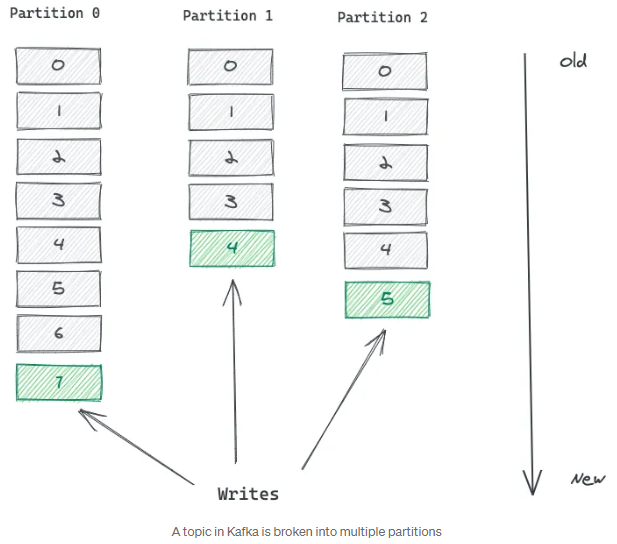 Partition 0
Partition 1
Partition 2
0
0
0
old
1
1
1
2
2
2
3
3
3
4
4
4
5
5
6
7
New
Writes
A topic in Kafka is broken into multiple partitions